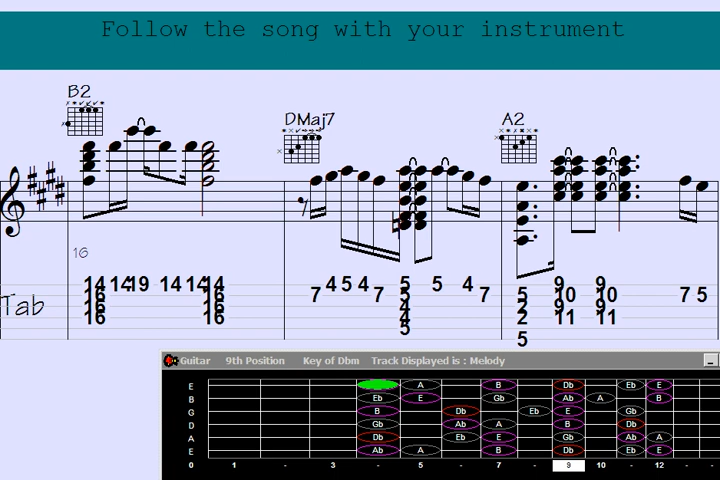 Follow the song with your instrument
B2 DMaj7 A2
16
14 14 19 14 14 14 4 5 4 5 5 4 9 9
16 16 7 7 5 7 5 10 10 7 5
16 16 4 2 9 9
16 16 4 2 11 11
5 5
Tab
Guitar 9th Position Key of Dbm Track Displayed is : Melody
E A B Db Eb E
B Eb E Gb Ab A B
G B Db Eb E Gb
D Gb Ab A B Db
A Db Eb E Gb Ab A
E Ab A B Db
0 1 - 3 - 5 - 7 - 9 10 - 12 - -